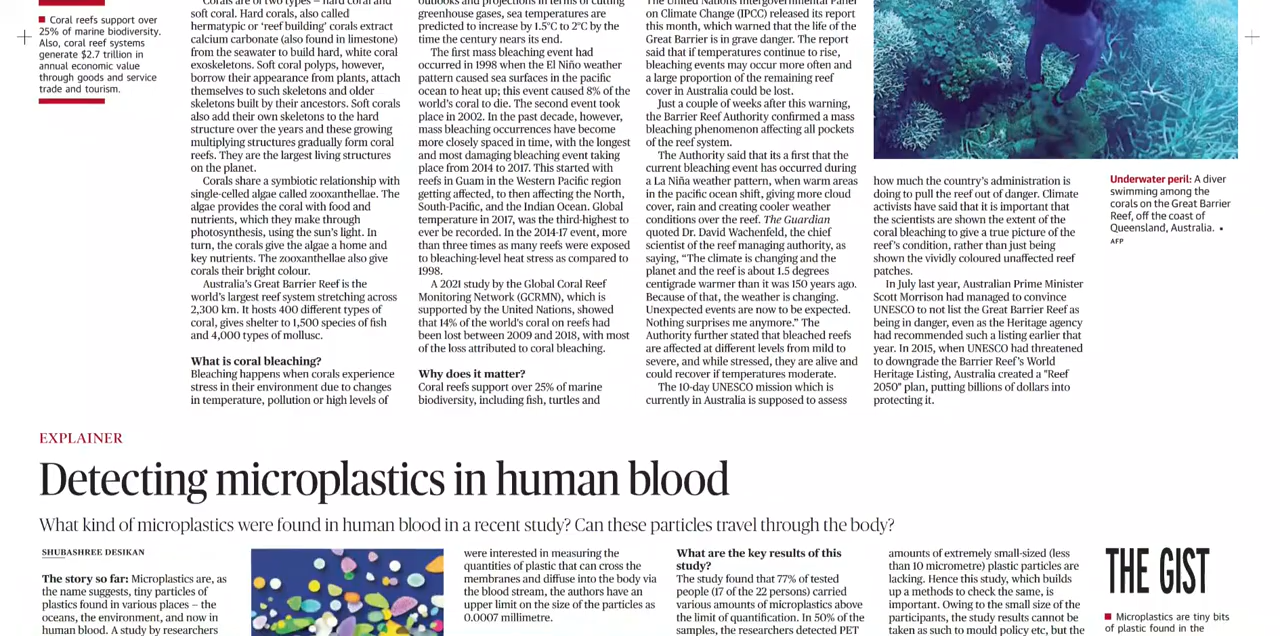 Coral reefs support over
25% of marine biodiversity.
Also, coral reef systems
generate $2.7 trillion in
annual economic value
through goods and service
trade and tourism.
Corals are of two types – hard coral and
soft coral. Hard corals, also called
hermatypic or ‘reef building’ corals extract
calcium carbonate (also found in limestone)
from the seawater to build hard, white coral
exoskeletons. Soft coral polyps, however,
borrow their appearance from plants, attach
themselves to such skeletons and older
skeletons built by their ancestors. Soft corals
also add their own skeletons to the hard
structure over the years and these growing
multiplying structures gradually form coral
reefs. They are the largest living structures
on the planet.
Corals share a symbiotic relationship with
single-celled algae called zooxanthellae. The
algae provides the coral with food and
nutrients, which they make through
photosynthesis, using the sun’s light. In
turn, the corals give the algae a home and
key nutrients. The zooxanthellae also give
corals their bright colour.
Australia’s Great Barrier Reef is the
world’s largest reef system stretching across
2,300 km. It hosts 400 different types of
coral, gives shelter to 1,500 species of fish
and 4,000 types of mollusc.
What is coral bleaching?
Bleaching happens when corals experience
stress in their environment due to changes
in temperature, pollution or high levels of
outlooks and projections in terms of cutting
greenhouse gases, sea temperatures are
predicted to increase by 1.5°C to 2°C by the
time the century nears its end.
The first mass bleaching event had
occurred in 1998 when the El Niño weather
pattern caused sea surfaces in the pacific
ocean to heat up; this event caused 8% of the
world’s coral to die. The second event took
place in 2002. In the past decade, however,
mass bleaching occurrences have become
more closely spaced in time, with the longest
and most damaging bleaching event taking
place from 2014 to 2017. This started with
reefs in Guam in the Western Pacific region
getting affected, to then affecting the North,
South-Pacific, and the Indian Ocean. Global
temperature in 2017, was the third-highest to
ever be recorded. In the 2014-17 event, more
than three times as many reefs were exposed
to bleaching-level heat stress as compared to
1998.
A 2021 study by the Global Coral Reef
Monitoring Network (GCRMN), which is
supported by the United Nations, showed
that 14% of the world’s coral on reefs had
been lost between 2009 and 2018, with most
of the loss attributed to coral bleaching.
Why does it matter?
Coral reefs support over 25% of marine
biodiversity, including fish, turtles and
The United Nations Intergovernmental Panel
on Climate Change (IPCC) released its report
this month, which warned that the life of the
Great Barrier is in grave danger. The report
said that if temperatures continue to rise,
bleaching events may occur more often and
a large proportion of the remaining reef
cover in Australia could be lost.
Just a couple of weeks after this warning,
the Barrier Reef Authority confirmed a mass
bleaching phenomenon affecting all pockets
of the reef system.
The Authority said that its a first that the
current bleaching event has occurred during
a La Niña weather pattern, when warm areas
in the pacific ocean shift, giving more cloud
cover, rain and creating cooler weather
conditions over the reef. The Guardian
quoted Dr. David Wachenfeld, the chief
scientist of the reef managing authority, as
saying, “The climate is changing and the
planet and the reef is about 1.5 degrees
centigrade warmer than it was 150 years ago.
Because of that, the weather is changing.
Unexpected events are now to be expected.
Nothing surprises me anymore.” The
Authority further stated that bleached reefs
are affected at different levels from mild to
severe, and while stressed, they are alive and
could recover if temperatures moderate.
The 10-day UNESCO mission which is
currently in Australia is supposed to assess
how much the country’s administration is
doing to pull the reef out of danger. Climate
activists have said that it is important that
the scientists are shown the extent of the
coral bleaching to give a true picture of the
reef’s condition, rather than just being
shown the vividly coloured unaffected reef
patches.
In July last year, Australian Prime Minister
Scott Morrison had managed to convince
UNESCO to not list the Great Barrier Reef as
being in danger, even as the Heritage agency
had recommended such a listing earlier that
year. In 2015, when UNESCO had threatened
to downgrade the Barrier Reef’s World
Heritage Listing, Australia created a "Reef
2050" plan, putting billions of dollars into
protecting it.
Underwater peril: A diver
swimming among the
corals on the Great Barrier
Reef, off the coast of
Queensland, Australia. •
AFP
EXPLAINER
Detecting microplastics in human blood
What kind of microplastics were found in human blood in a recent study? Can these particles travel through the body?
SHUBASHREE DESIKAN
The story so far: Microplastics are, as
the name suggests, tiny particles of
plastics found in various places – the
oceans, the environment, and now in
human blood. A study by researchers
were interested in measuring the
quantities of plastic that can cross the
membranes and diffuse into the body via
the blood stream, the authors have an
upper limit on the size of the particles as
0.0007 millimetre.
What are the key results of this
study?
The study found that 77% of tested
people (17 of the 22 persons) carried
various amounts of microplastics above
the limit of quantification. In 50% of the
samples, the researchers detected PET
amounts of extremely small-sized (less
than 10 micrometre) plastic particles are
lacking. Hence this study, which builds
up a methods to check the same, is
important. Owing to the small size of the
participants, the study results cannot be
taken as such to mould policy etc, but the
THE GIST
Microplastics are tiny bits
of plastic found in the